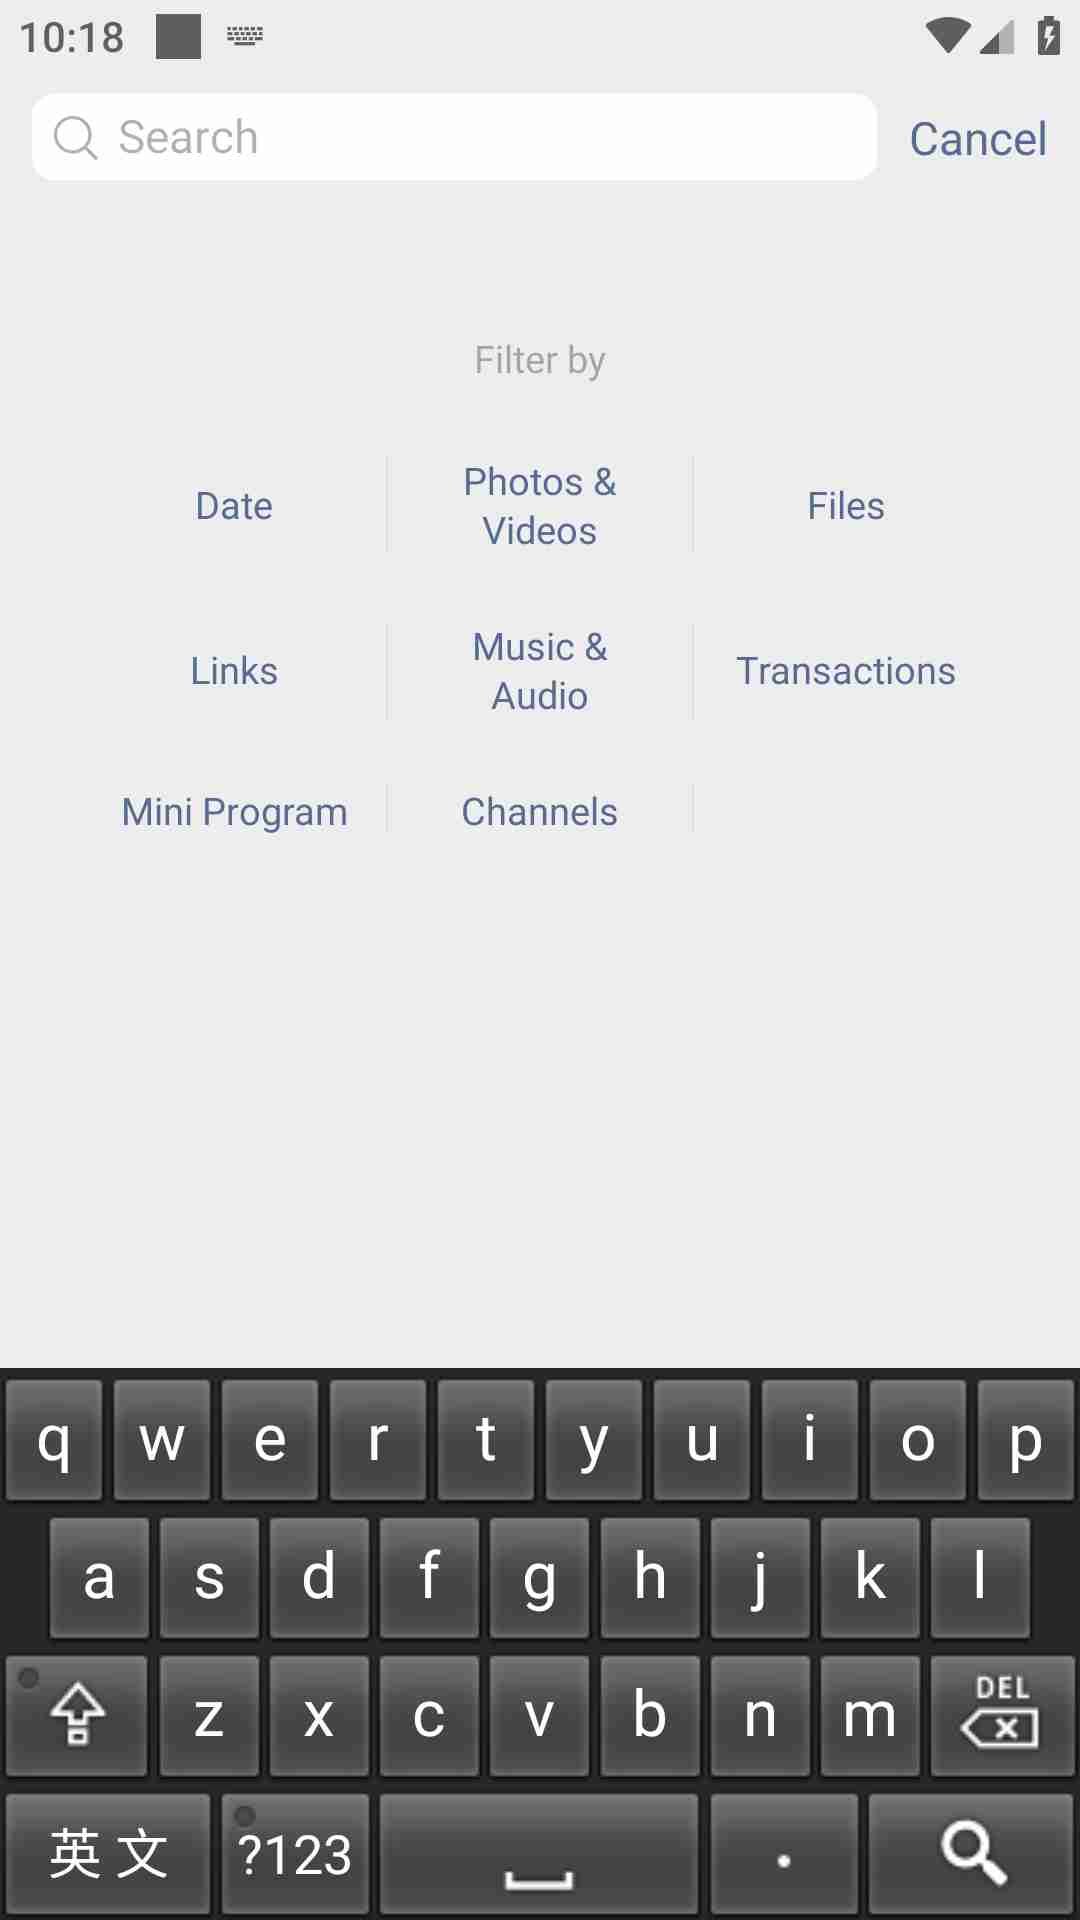 10:18
Search Cancel
Filter by
Date Photos & Videos Files
Links Music & Audio Transactions
Mini Program Channels
q w e r t y u i o p
a s d f g h j k l
z x c v b n m DEL
英文 ?123 .